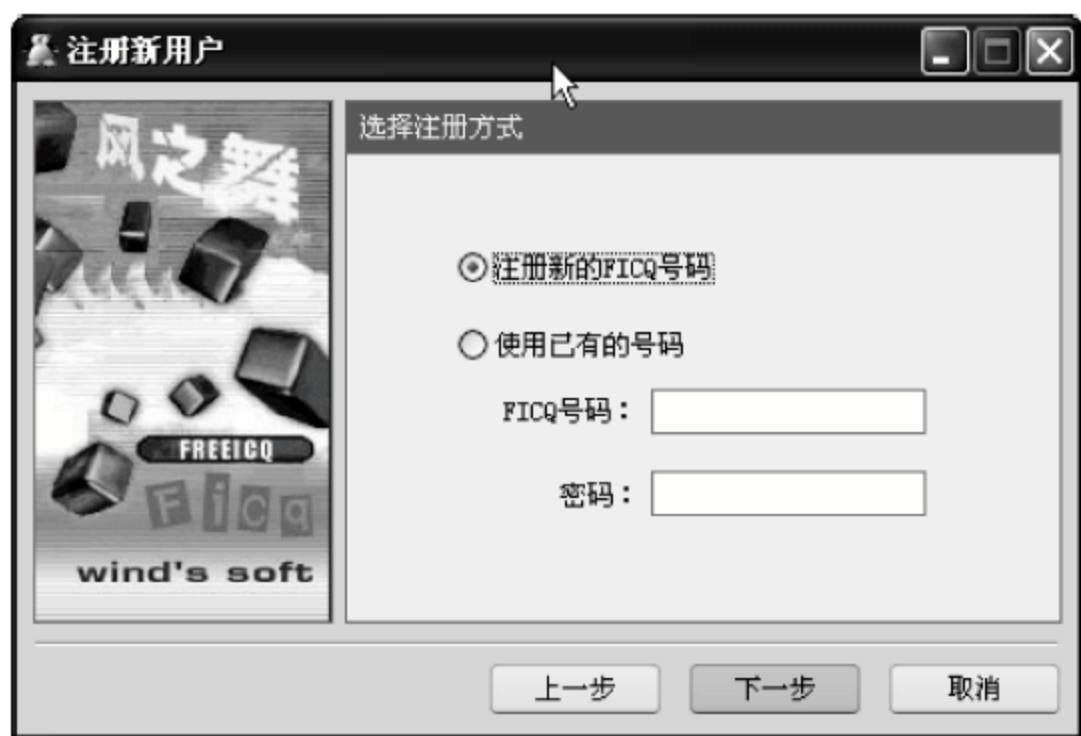 注册新用户
风之舞
FREEICQ
Ficq
wind's soft
选择注册方式
注册新的FICQ号码
使用已有的号码
FICQ号码：
密码：
上一步
下一步
取消